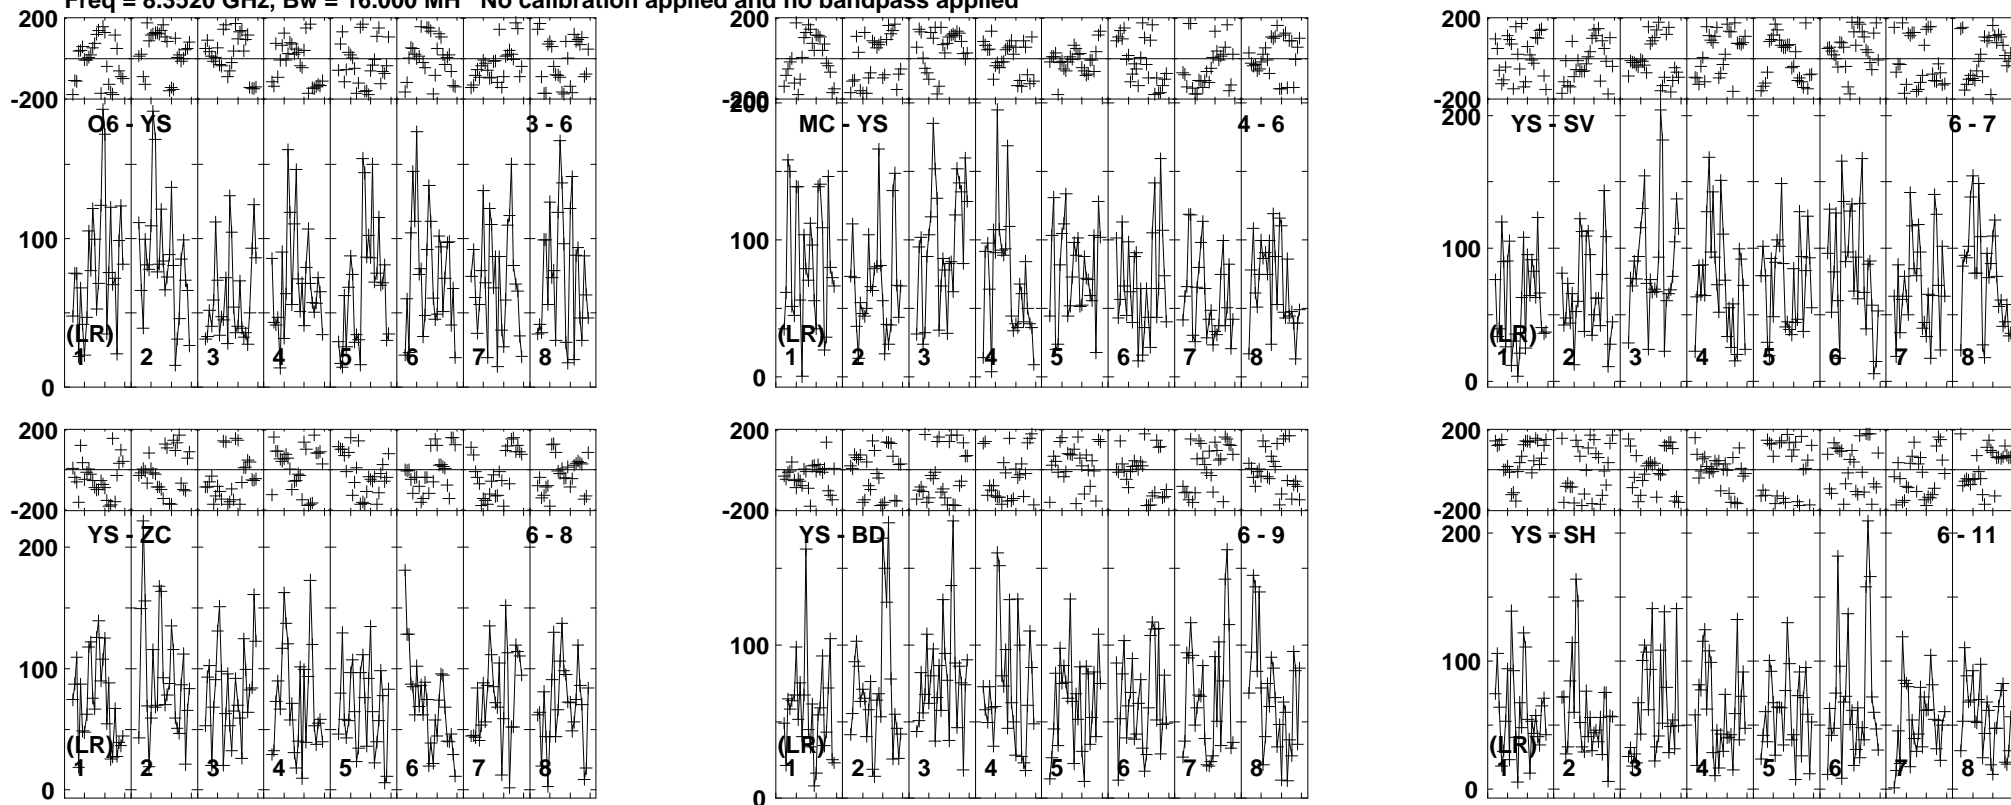 Freq = 8.3520 GHz, Bw = 16.000 MH No calibration applied and no bandpass applied
200 200 200
-200 -200 -200
200 200
O6 - YS 3 - 6 MC - YS 4 - 6 YS - SV 6 - 7
100 100 100
(LR) (LR) (LR)
1 2 3 4 5 6 7 8 1 2 3 4 5 6 7 8 1 2 3 4 5 6 7 8
0 0 0
200 200 200
-200 -200 -200
YS - ZC 6 - 8 YS - BD 6 - 9 YS - SH 6 - 11
200 200
100 100 100
(LR) (LR) (LR)
1 2 3 4 5 6 7 8 1 2 3 4 5 6 7 8 1 2 3 4 5 6 7 8
0 0 0